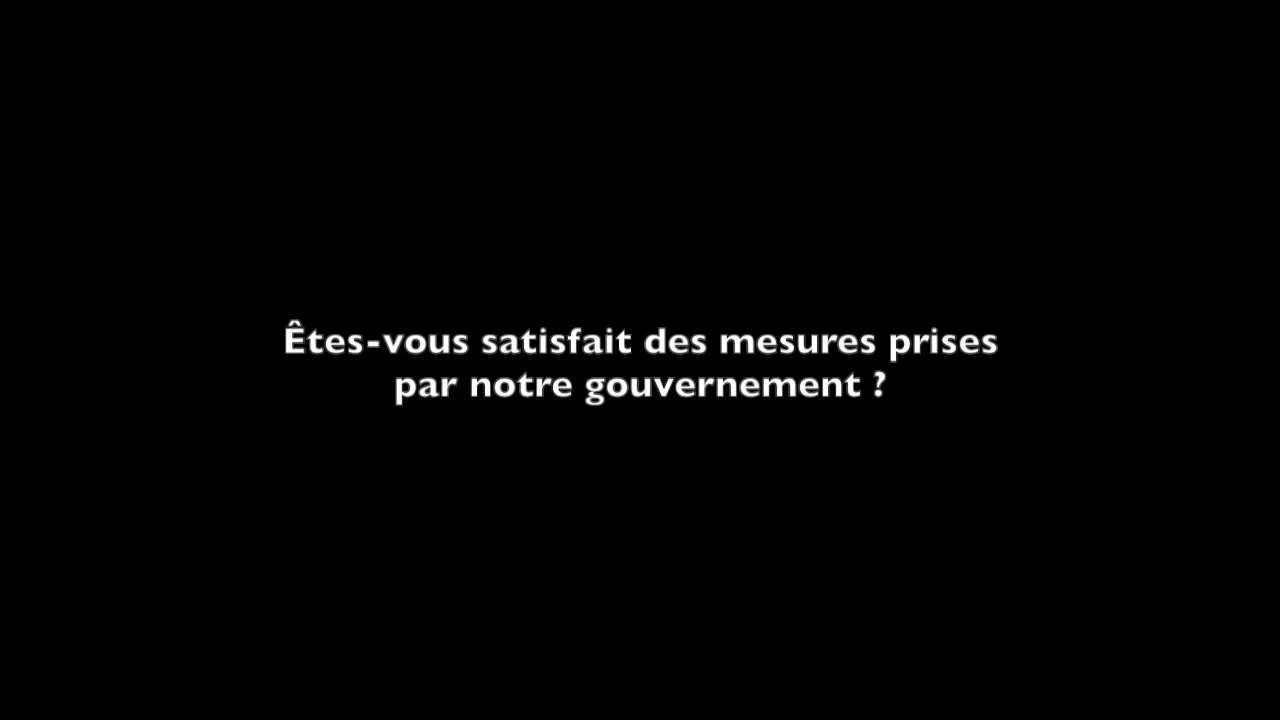 Êtes-vous satisfait des mesures prises
par notre gouvernement ?